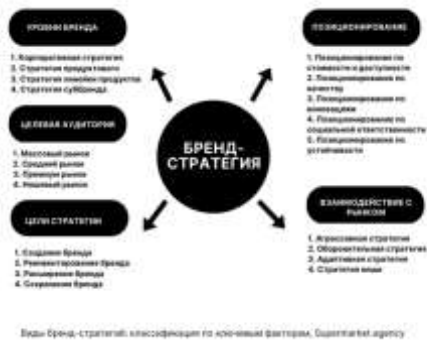 УРОВНИ БРЕНДА
1. Корпоративная стратегия
2. Стратегия продуктового
3. Стратегия линейки продуктов
4. Стратегия суббренда
ЦЕЛЕВАЯ АУДИТОРИЯ
1. Массовый рынок
2. Средний рынок
3. Премиум рынок
4. Нишевый рынок
ЦЕЛИ СТРАТЕГИИ
1. Создание бренда
2. Реинвентирование бренда
3. Расширение бренда
4. Сохранение бренда
БРЕНД-
СТРАТЕГИЯ
ПОЗИЦИОНИРОВАНИЕ
1. Позиционирование по
стоимости и доступности
2. Позиционирование по
качеству
3. Позиционирование по
инновациям
4. Позиционирование по
социальной ответственности
5. Позиционирование по
устойчивости
ВЗАИМОДЕЙСТВИЕ С
РЫНКОМ
1. Агрессивная стратегия
2. Оборонительная стратегия
3. Адаптивная стратегия
4. Стратегия ниши
Виды бренд-стратегий: классификация по ключевым факторам, Supermarket agency